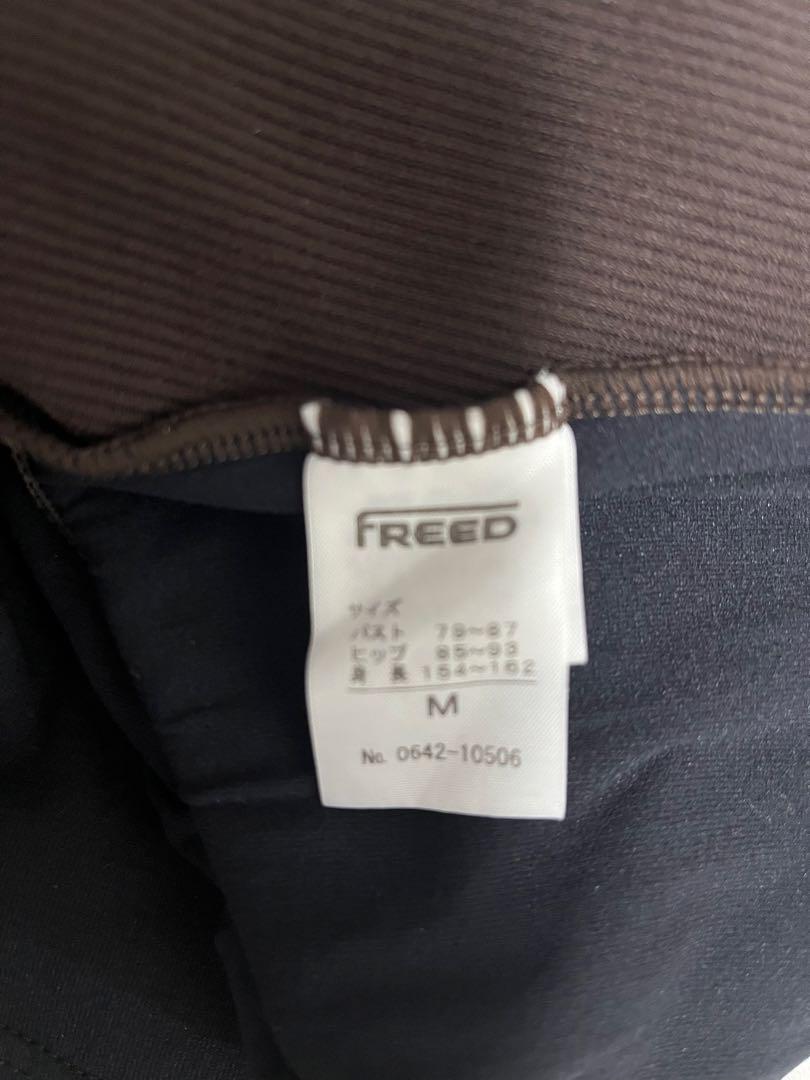 FREED
サイズ
バスト 79~87
ヒップ 85~93
身長 154~162
M
No. 0642-10506